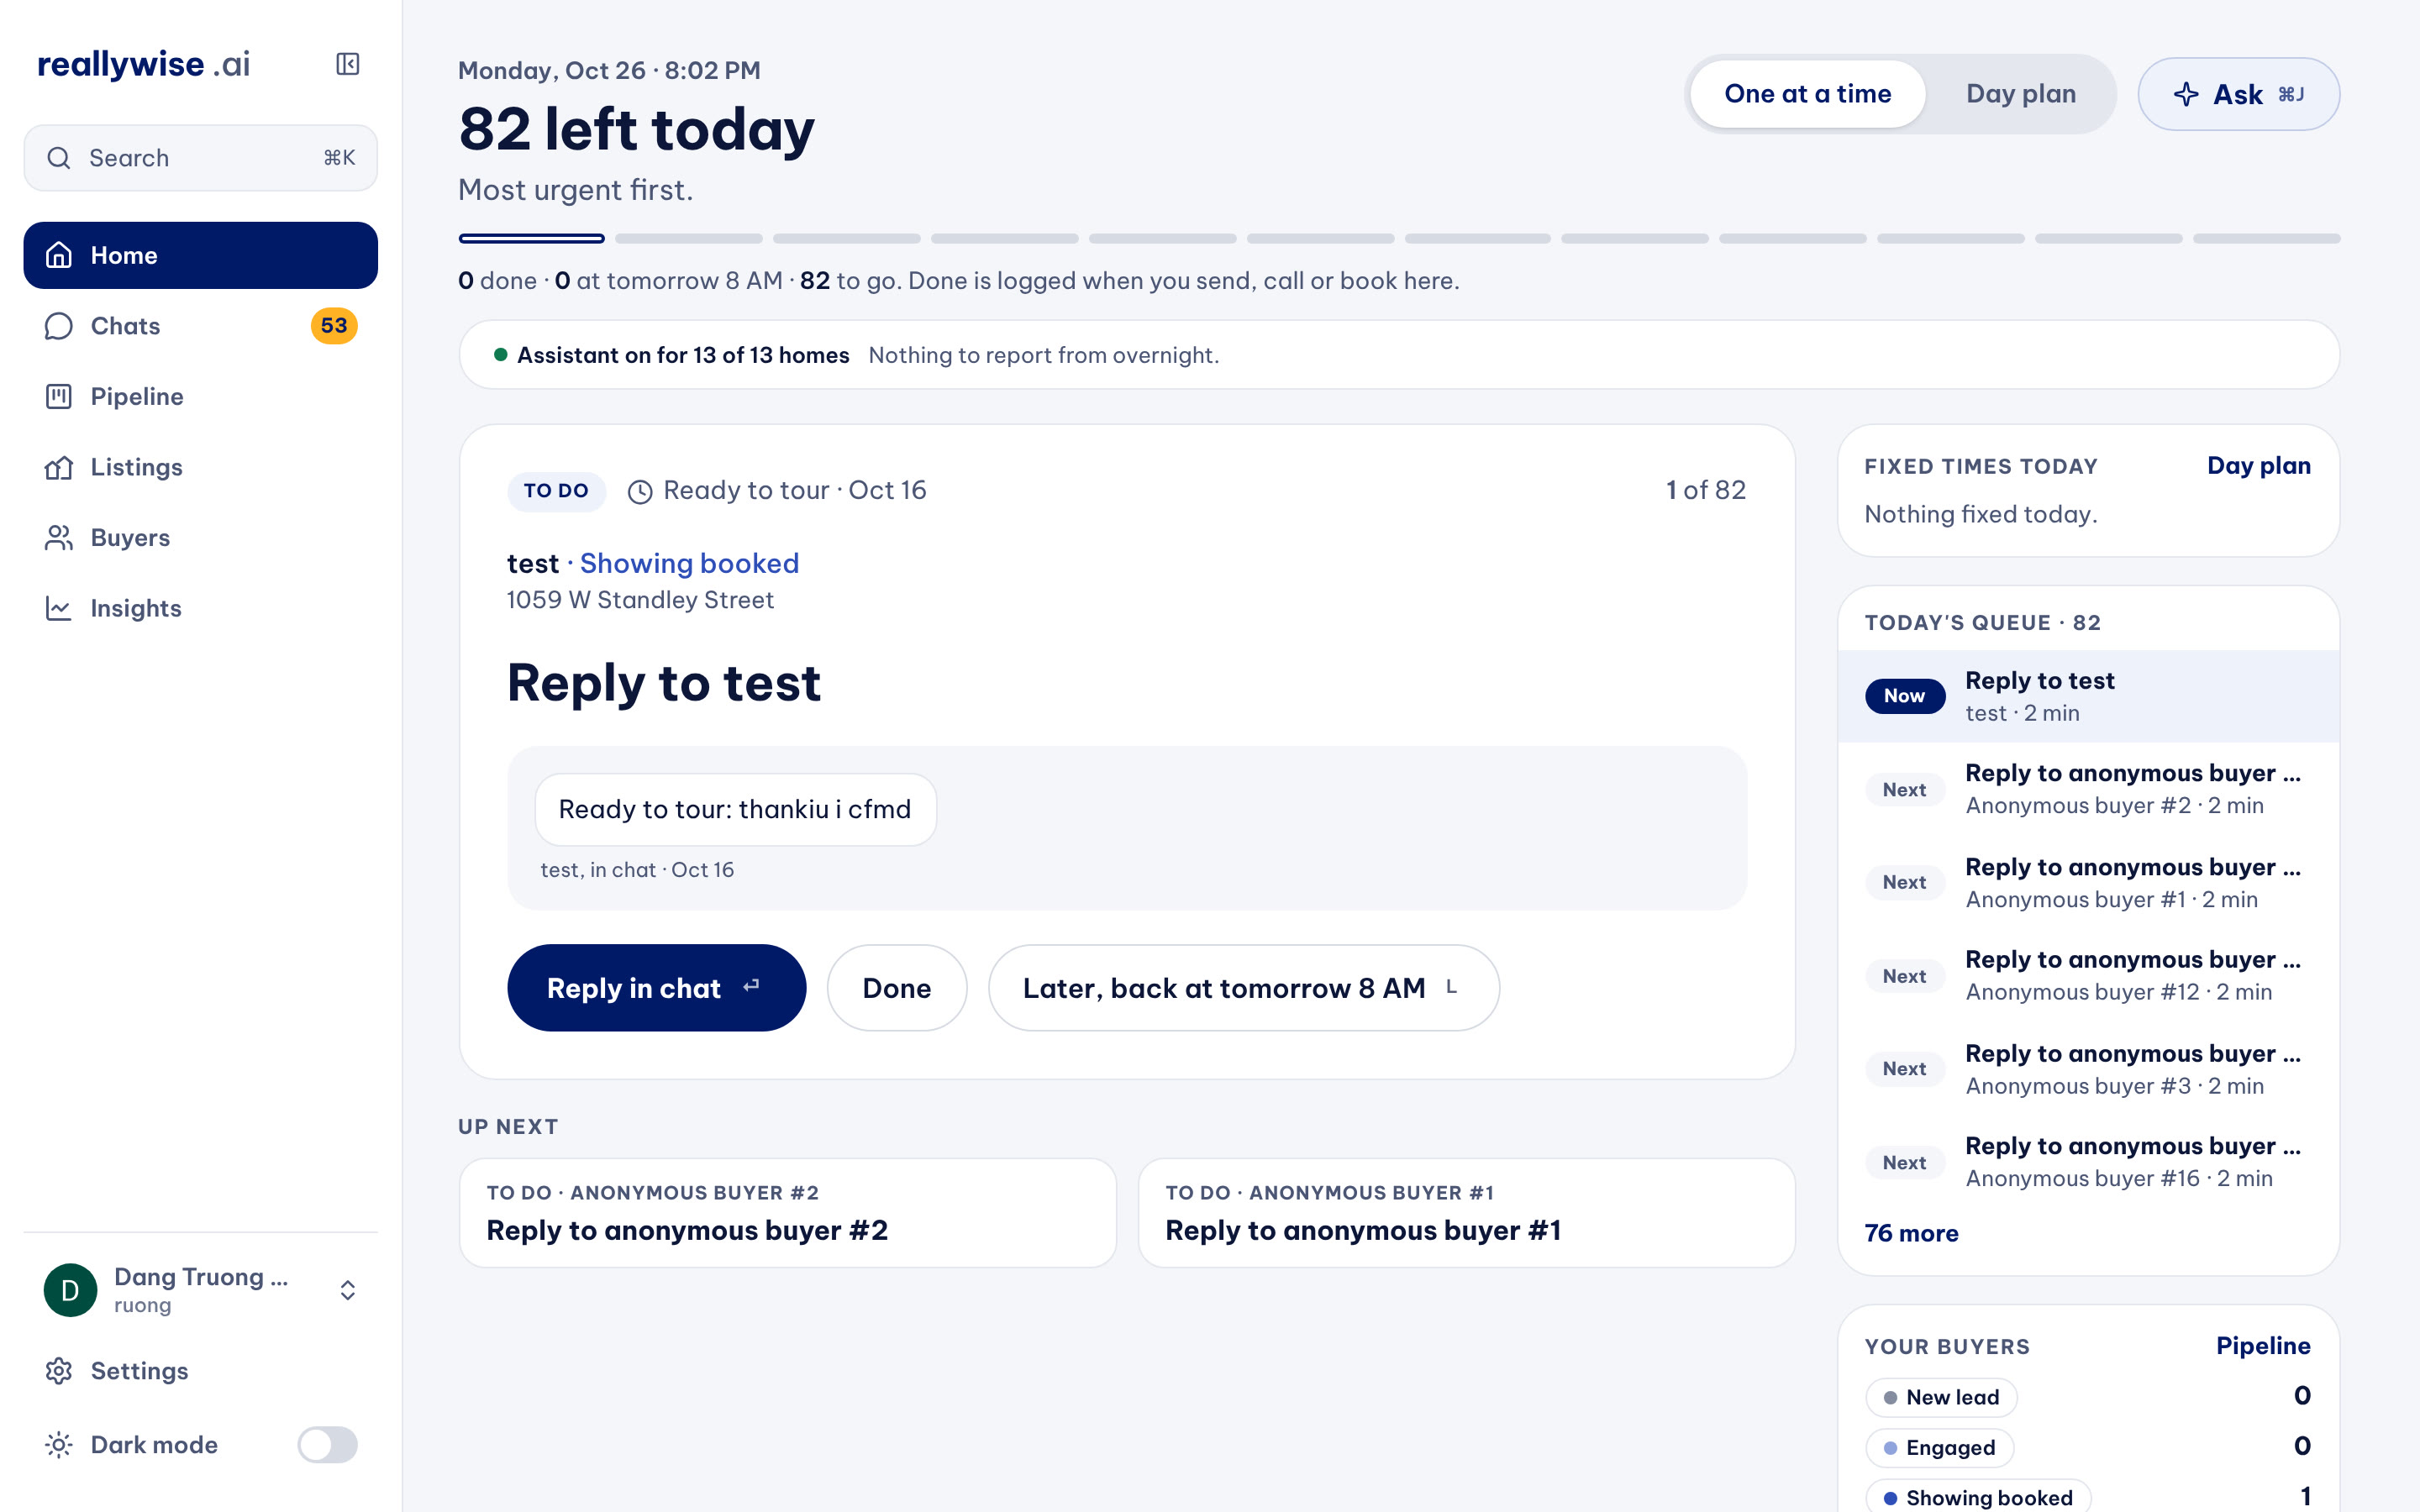 reallywise .ai
Search ⌘K
Home
Chats 53
Pipeline
Listings
Buyers
Insights
D
Dang Truong ...
ruong
Settings
Dark mode
Monday, Oct 26 · 8:02 PM
82 left today
Most urgent first.
One at a time
Day plan
Ask ⌘J
0 done · 0 at tomorrow 8 AM · 82 to go. Done is logged when you send, call or book here.
Assistant on for 13 of 13 homes Nothing to report from overnight.
TO DO Ready to tour · Oct 16 1 of 82
test · Showing booked
1059 W Standley Street
Reply to test
Ready to tour: thankiu i cfmd
test, in chat · Oct 16
Reply in chat ⏎
Done
Later, back at tomorrow 8 AM L
UP NEXT
TO DO · ANONYMOUS BUYER #2
Reply to anonymous buyer #2
TO DO · ANONYMOUS BUYER #1
Reply to anonymous buyer #1
FIXED TIMES TODAY Day plan
Nothing fixed today.
TODAY'S QUEUE · 82
Now
Reply to test
test · 2 min
Next
Reply to anonymous buyer ...
Anonymous buyer #2 · 2 min
Next
Reply to anonymous buyer ...
Anonymous buyer #1 · 2 min
Next
Reply to anonymous buyer ...
Anonymous buyer #12 · 2 min
Next
Reply to anonymous buyer ...
Anonymous buyer #3 · 2 min
Next
Reply to anonymous buyer ...
Anonymous buyer #16 · 2 min
76 more
YOUR BUYERS Pipeline
New lead 0
Engaged 0
Showing booked 1